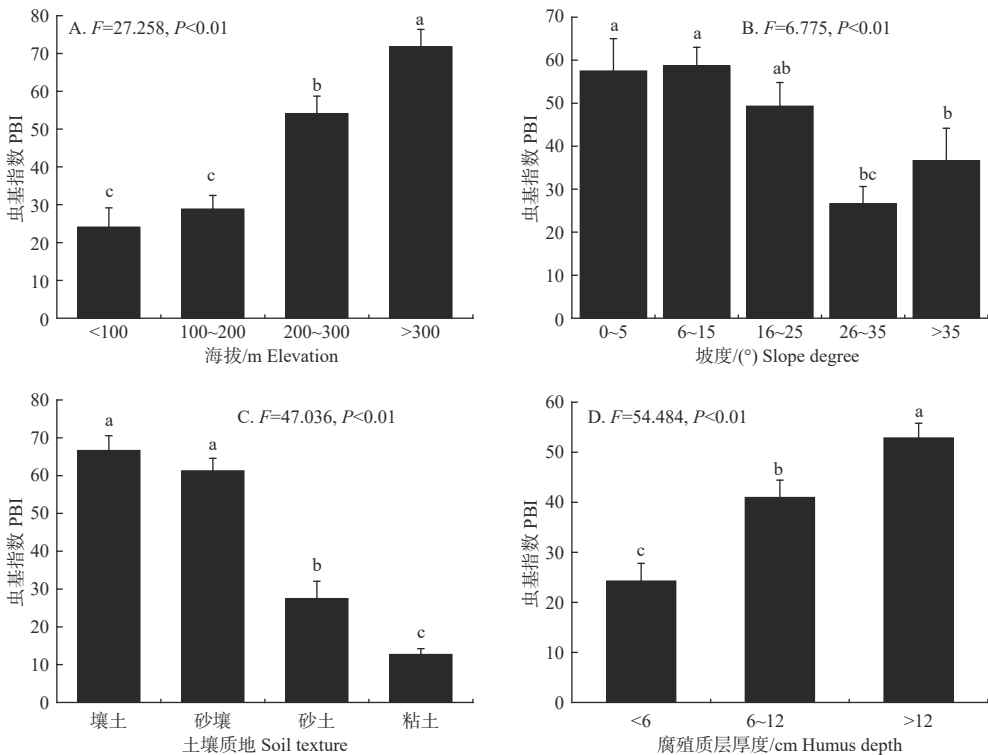 A. F=27.258, P<0.01
80
70
60
50
40
30
20
10
0
虫基指数 PBI
c
c
b
a
<100
100~200
200~300
>300
海拔/m Elevation
B. F=6.775, P<0.01
70
60
50
40
30
20
10
0
虫基指数 PBI
a
a
ab
bc
b
0~5
6~15
16~25
26~35
>35
坡度/(°) Slope degree
C. F=47.036, P<0.01
80
70
60
50
40
30
20
10
0
虫基指数 PBI
a
a
b
c
壤土
砂壤
砂土
粘土
土壤质地 Soil texture
D. F=54.484, P<0.01
60
50
40
30
20
10
0
虫基指数 PBI
c
b
a
<6
6~12
>12
腐殖质层厚度/cm Humus depth